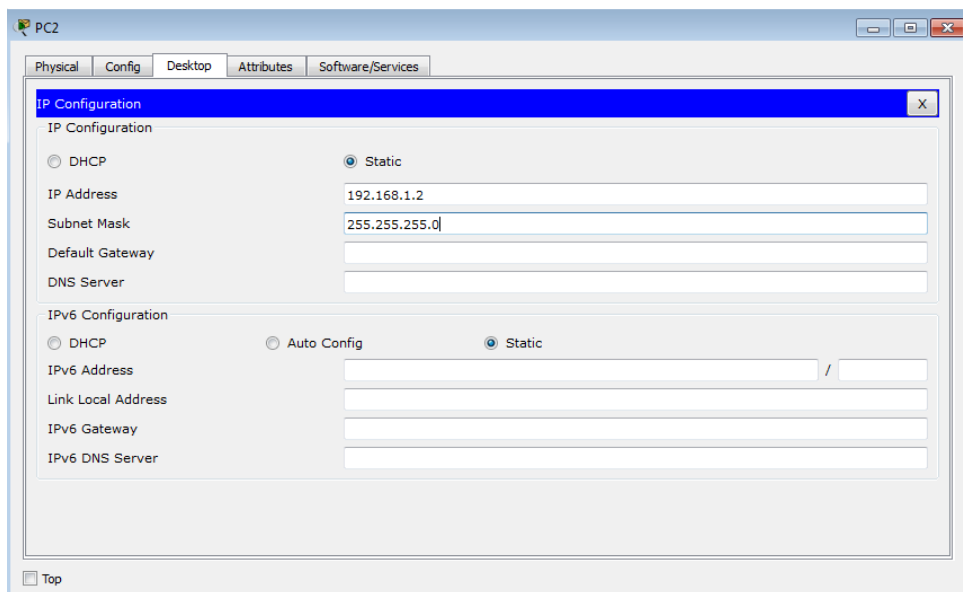 PC2
Physical Config Desktop Attributes Software/Services
IP Configuration X
IP Configuration
DHCP Static
IP Address 192.168.1.2
Subnet Mask 255.255.255.0
Default Gateway
DNS Server
IPv6 Configuration
DHCP Auto Config Static
IPv6 Address /
Link Local Address
IPv6 Gateway
IPv6 DNS Server
Top